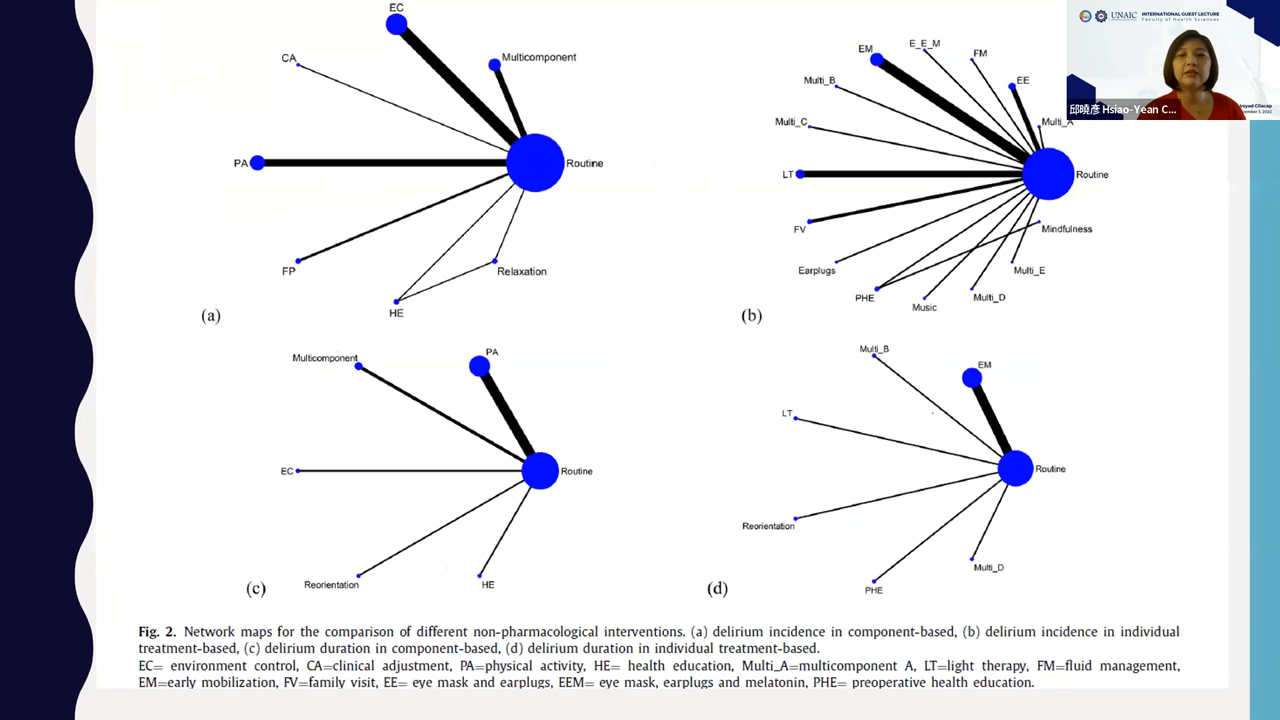 EC
CA
Multicomponent
PA
Routine
FP
Relaxation
HE
(a)
E_E_M
EM
FM
Multi_B
EE
Multi_C
Multi_A
LT
Routine
FV
Mindfulness
Earplugs
Multi_E
PHE
Multi_D
Music
(b)
UNAIC
INTERNATIONAL GUEST LECTURE
Faculty of Health Sciences
邱曉彥 Hsiao-Yean C...
PA
Multicomponent
EC
Routine
Reorientation
HE
(c)
Multi_B
EM
LT
Routine
Reorientation
Multi_D
PHE
(d)
Fig. 2. Network maps for the comparison of different non-pharmacological interventions. (a) delirium incidence in component-based, (b) delirium incidence in individual
treatment-based, (c) delirium duration in component-based, (d) delirium duration in individual treatment-based.
EC= environment control, CA=clinical adjustment, PA=physical activity, HE= health education, Multi_A=multicomponent A, LT=light therapy, FM=fluid management,
EM=early mobilization, FV=family visit, EE= eye mask and earplugs, EEM= eye mask, earplugs and melatonin, PHE= preoperative health education.